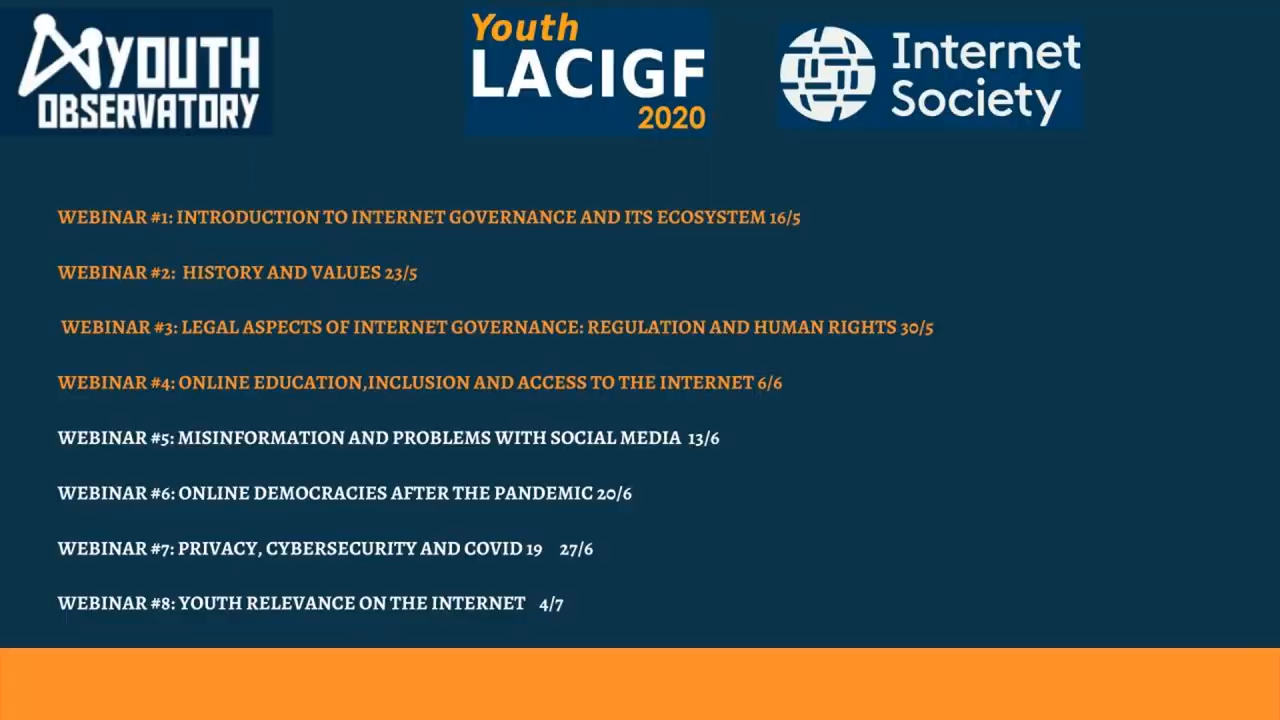 YOUTH
OBSERVATORY
Youth
LACIGF
2020
Internet
Society
WEBINAR #1: INTRODUCTION TO INTERNET GOVERNANCE AND ITS ECOSYSTEM 16/5
WEBINAR #2: HISTORY AND VALUES 23/5
WEBINAR #3: LEGAL ASPECTS OF INTERNET GOVERNANCE: REGULATION AND HUMAN RIGHTS 30/5
WEBINAR #4: ONLINE EDUCATION,INCLUSION AND ACCESS TO THE INTERNET 6/6
WEBINAR #5: MISINFORMATION AND PROBLEMS WITH SOCIAL MEDIA 13/6
WEBINAR #6: ONLINE DEMOCRACIES AFTER THE PANDEMIC 20/6
WEBINAR #7: PRIVACY, CYBERSECURITY AND COVID 19 27/6
WEBINAR #8: YOUTH RELEVANCE ON THE INTERNET 4/7